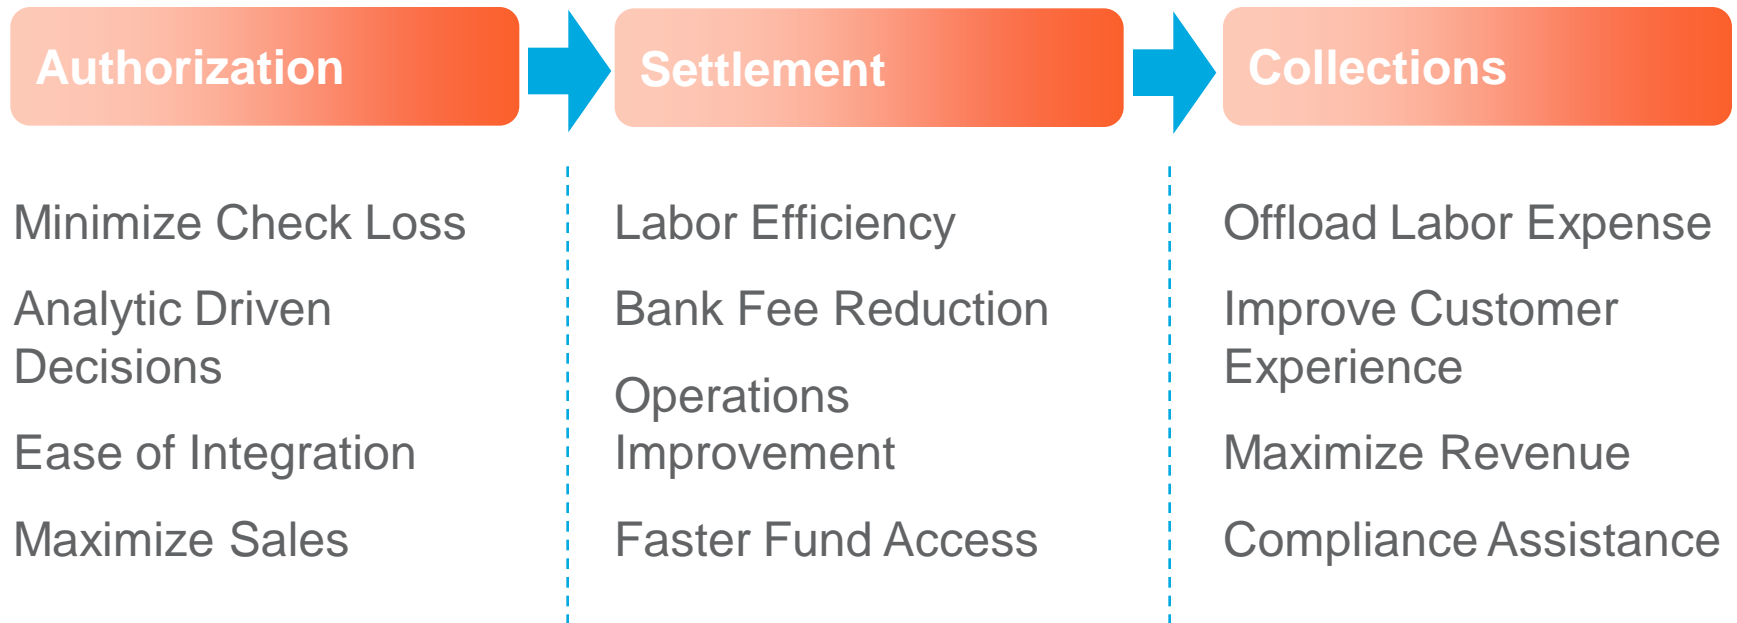 Authorization
Settlement
Collections
Minimize Check Loss
Analytic Driven
Decisions
Ease of Integration
Maximize Sales
Labor Efficiency
Bank Fee Reduction
Operations
Improvement
Faster Fund Access
Offload Labor Expense
Improve Customer
Experience
Maximize Revenue
Compliance Assistance